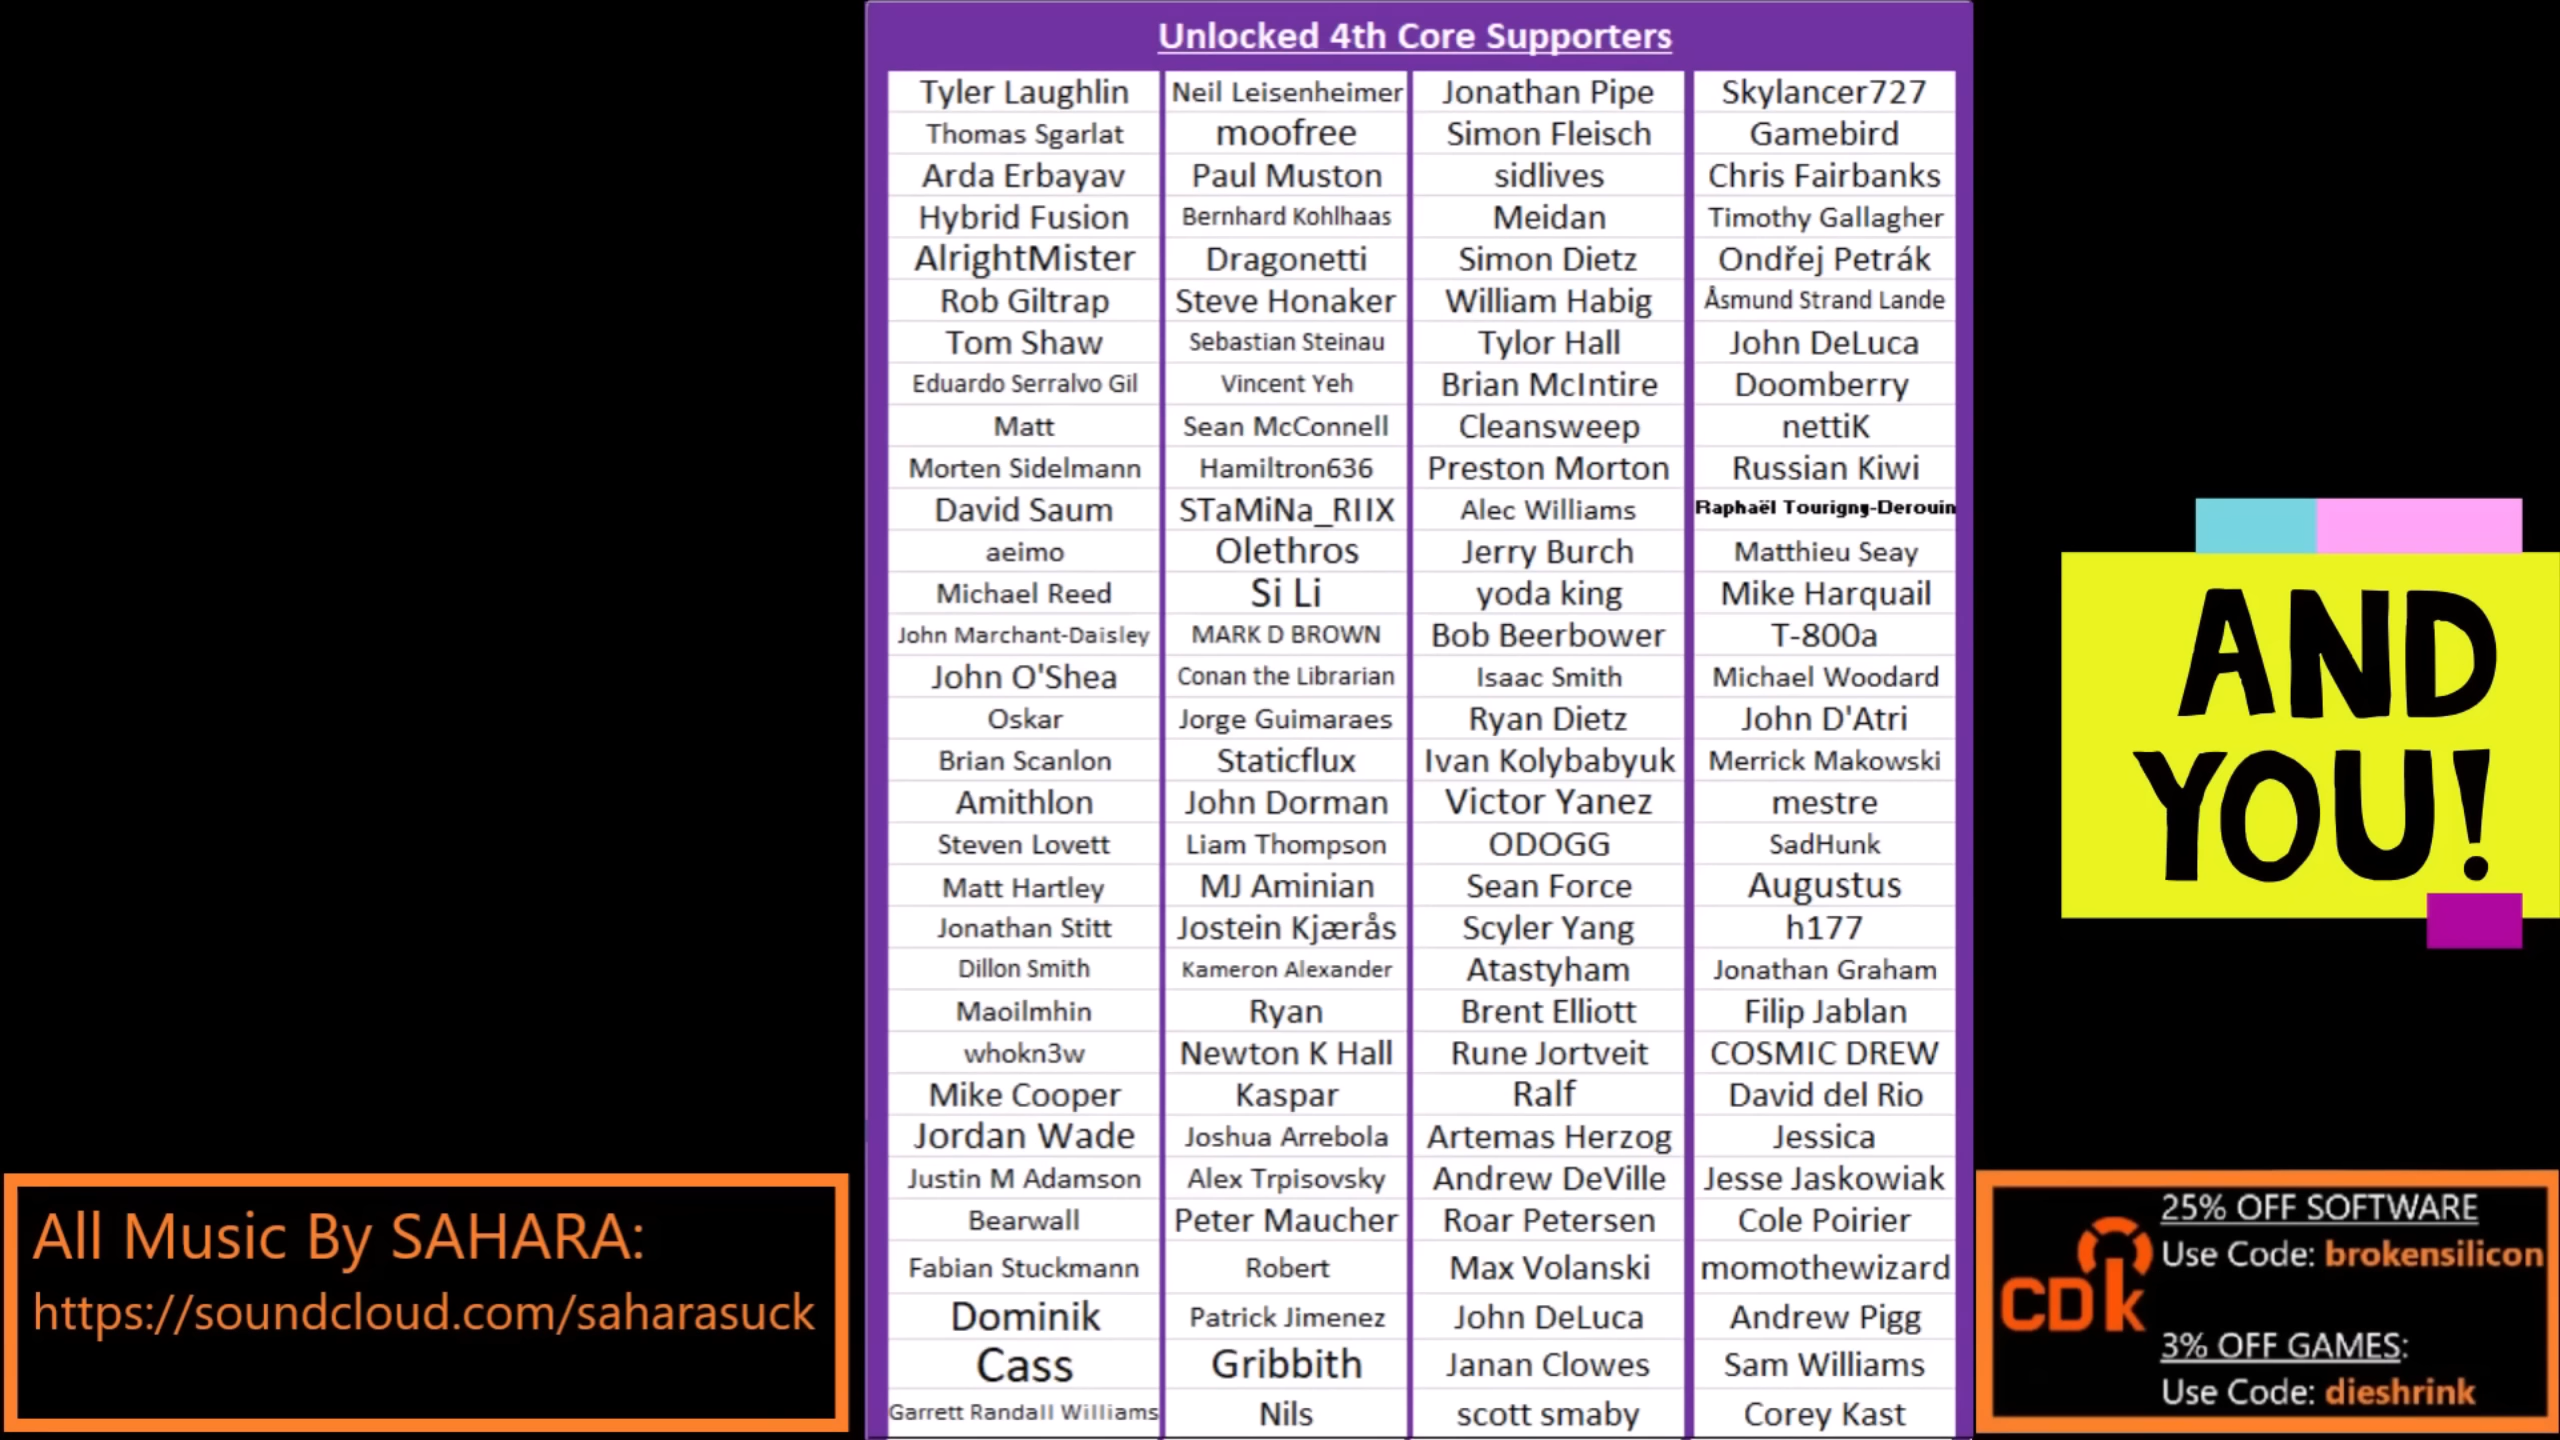 Unlocked 4th Core Supporters
Tyler Laughlin Neil Leisenheimer Jonathan Pipe Skylancer727
Thomas Sgarlat moofree Simon Fleisch Gamebird
Arda Erbayav Paul Muston sidlives Chris Fairbanks
Hybrid Fusion Bernhard Kohlhaas Meidan Timothy Gallagher
AlrightMister Dragonetti Simon Dietz Ondřej Petrák
Rob Giltrap Steve Honaker William Habig Åsmund Strand Lande
Tom Shaw Sebastian Steinau Tylor Hall John DeLuca
Eduardo Serralvo Gil Vincent Yeh Brian McIntire Doomberry
Matt Sean McConnell Cleansweep nettiK
Morten Sidelmann Hamiltron636 Preston Morton Russian Kiwi
David Saum STaMiNa_RIIX Alec Williams Raphaël Tourigny-Derouin
aeimo Olethros Jerry Burch Matthieu Seay
Michael Reed Si Li yoda king Mike Harquail
John Marchant-Daisley MARK D BROWN Bob Beerbower T-800a
John O'Shea Conan the Librarian Isaac Smith Michael Woodard
Oskar Jorge Guimaraes Ryan Dietz John D'Atri
Brian Scanlon Staticflux Ivan Kolybabyuk Merrick Makowski
Amithlon John Dorman Victor Yanez mestre
Steven Lovett Liam Thompson ODOGG SadHunk
Matt Hartley MJ Aminian Sean Force Augustus
Jonathan Stitt Jostein Kjærås Scyler Yang h177
Dillon Smith Kameron Alexander Atastyham Jonathan Graham
Maoilmhin Ryan Brent Elliott Filip Jablan
whokn3w Newton K Hall Rune Jortveit COSMIC DREW
Mike Cooper Kaspar Ralf David del Rio
Jordan Wade Joshua Arrebola Artemas Herzog Jessica
Justin M Adamson Alex Trpisovsky Andrew DeVille Jesse Jaskowiak
Bearwall Peter Maucher Roar Petersen Cole Poirier
Fabian Stuckmann Robert Max Volanski momothewizard
Dominik Patrick Jimenez John DeLuca Andrew Pigg
Cass Gribbith Janan Clowes Sam Williams
Garrett Randall Williams Nils scott smaby Corey Kast
AND
YOU!
All Music By SAHARA:
https://soundcloud.com/saharasuck
CDk
25% OFF SOFTWARE
Use Code: brokensilicon
3% OFF GAMES:
Use Code: dieshrink